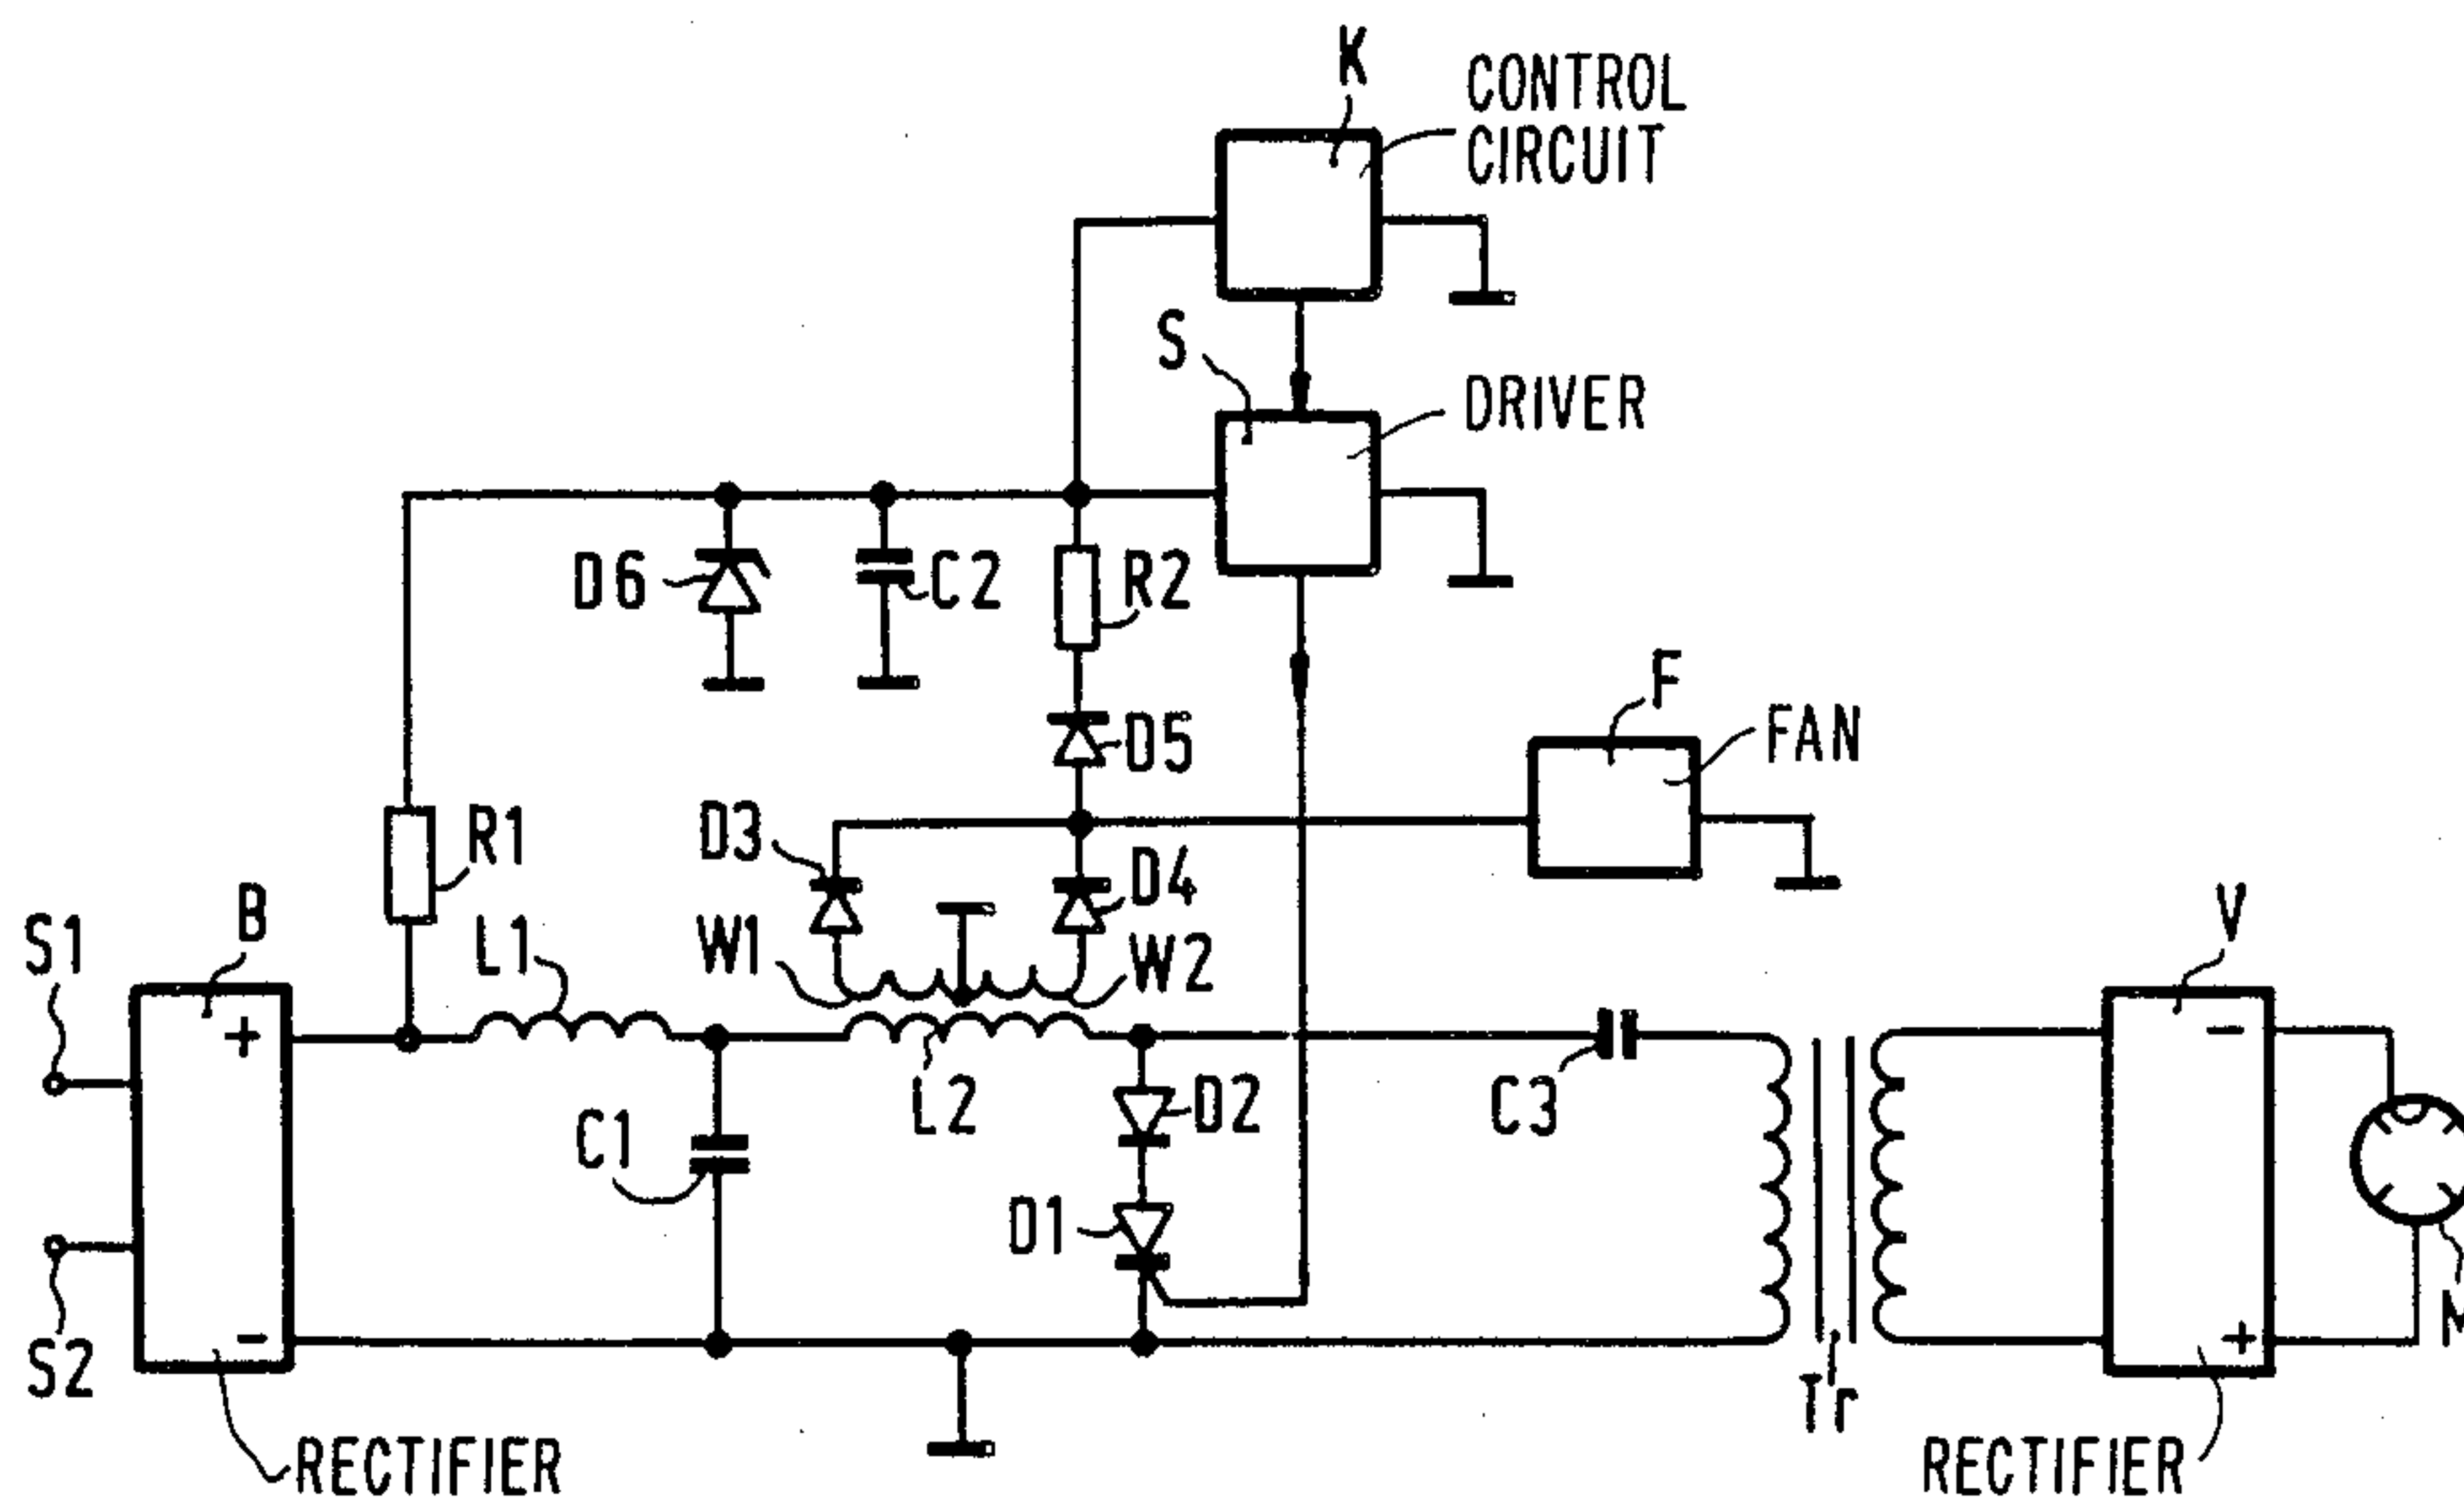 K
CONTROL
CIRCUIT
S
DRIVER
D6
C2
R2
F
FAN
D5
D3
R1
D4
B
V
S1
L1
W1
W2
+
−
C1
L2
D2
C3
D1
S2
−
+
Tr
RECTIFIER
RECTIFIER